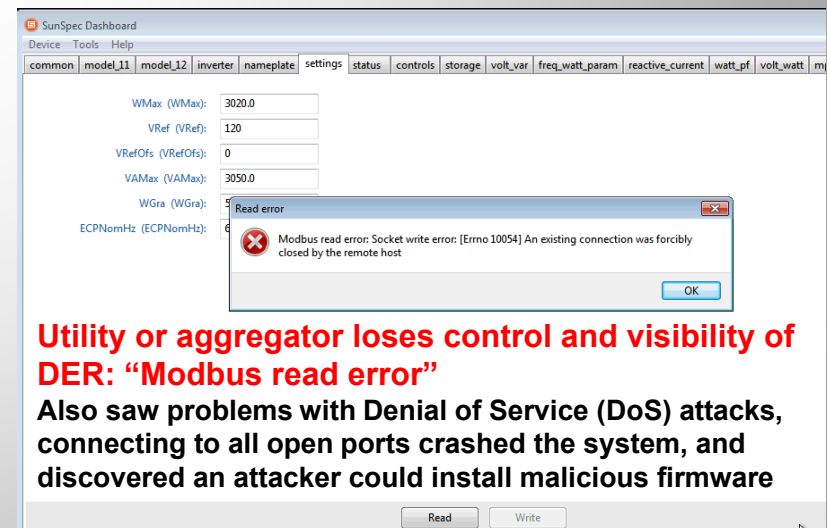 SunSpec Dashboard
Device Tools Help
common model_11 model_12 inverter nameplate settings status controls storage volt_var freq_watt_param reactive_current watt_pf volt_watt
WMax (WMax): 3020.0
VRef (VRef): 120
VRefOfs (VRefOfs): 0
VAMax (VAMax): 3050.0
WGra (WGra):
Read error
ECPNomHz (ECPNomHz):
Modbus read error: Socket write error: [Errno 10054] An existing connection was forcibly
closed by the remote host
OK
Utility or aggregator loses control and visibility of
DER: “Modbus read error”
Also saw problems with Denial of Service (DoS) attacks,
connecting to all open ports crashed the system, and
discovered an attacker could install malicious firmware
Read Write